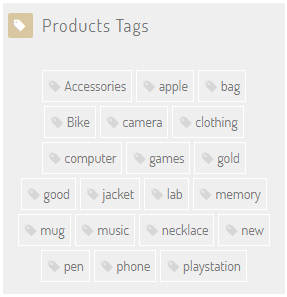 Products Tags
Accessories apple bag
Bike camera clothing
computer games gold
good jacket lab memory
mug music necklace new
pen phone playstation